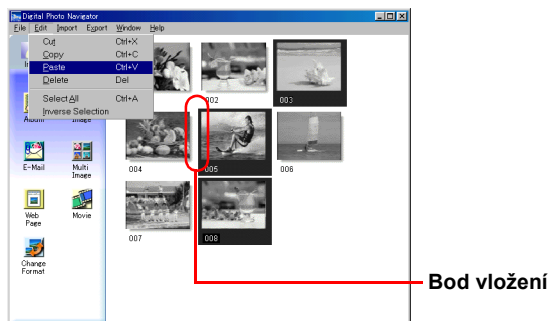 Digital Photo Navigator
File Edit Import Export Window Help
Cut Ctrl+X
Copy Ctrl+C
Paste Ctrl+V
Delete Del
Select All Ctrl+A
Inverse Selection
002 003
Album Image
004 005 006
E-Mail Multi Image
007 008
Web Page Movie
Change Format
Bod vložení